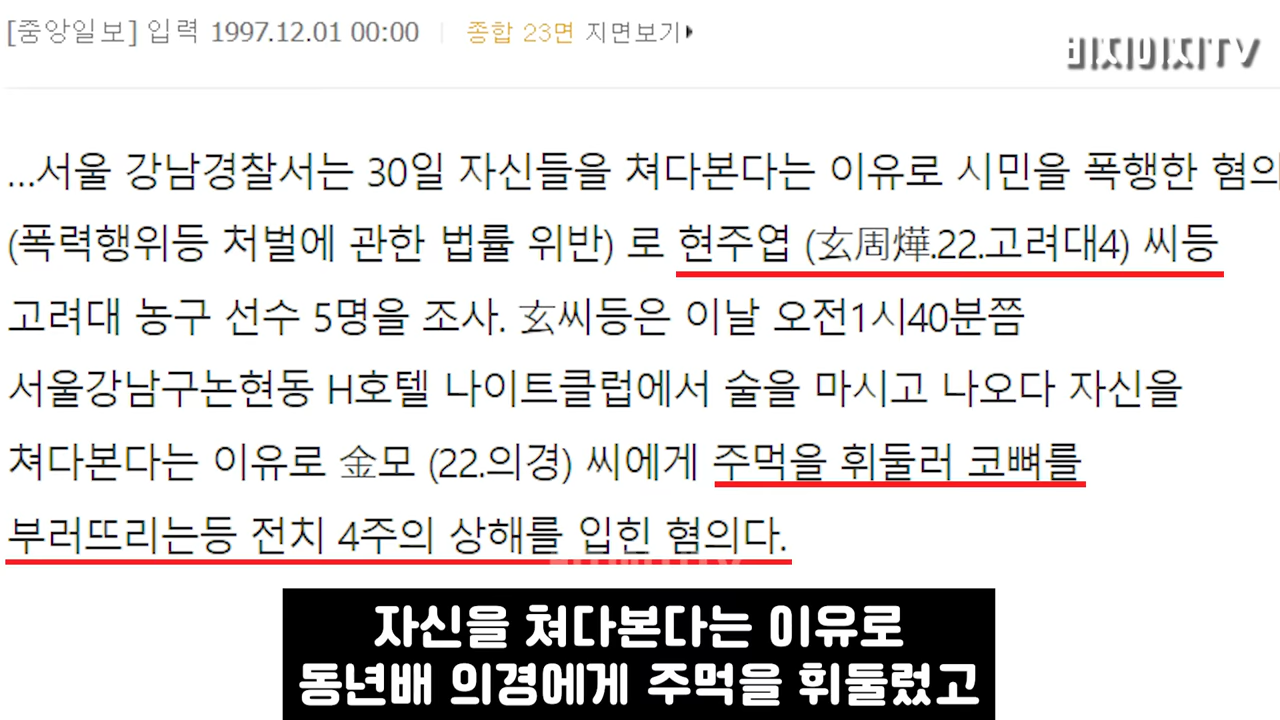 [중앙일보] 입력 1997.12.01 00:00 | 종합 23면 지면보기
비지이지TV
...서울 강남경찰서는 30일 자신들을 쳐다본다는 이유로 시민을 폭행한 혐의
(폭력행위등 처벌에 관한 법률 위반) 로 현주엽 (玄周燁.22.고려대4) 씨등
고려대 농구 선수 5명을 조사. 玄씨등은 이날 오전1시40분쯤
서울강남구논현동 H호텔 나이트클럽에서 술을 마시고 나오다 자신을
쳐다본다는 이유로 金모 (22.의경) 씨에게 주먹을 휘둘러 코뼈를
부러뜨리는등 전치 4주의 상해를 입힌 혐의다.
자신을 쳐다본다는 이유로
동년배 의경에게 주먹을 휘둘렀고